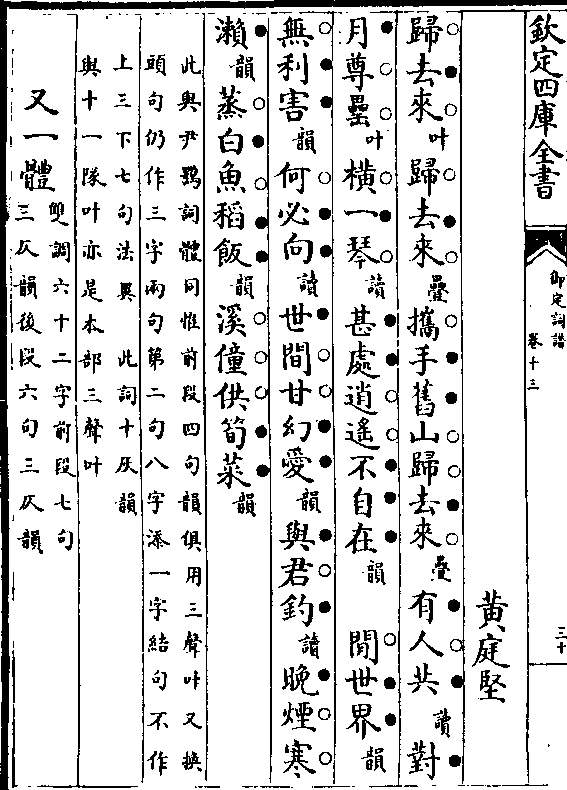 欽定四庫全書
御定詞譜
卷十三
三十
黃庭堅
歸去來叶歸去來疊攜手舊山歸去來疊有人共讀對
月尊罍叶橫一琴讀甚處逍遙不自在韻　閒世界韻
無利害韻何必向讀世間甘幻愛韻與君釣讀晚煙寒
瀨韻蒸白魚稻飯韻溪僮供筍菜韻
此與尹鶚詞體同惟前段四句韻俱用三聲叶又換
頭句仍作三字兩句第二句八字添一字結句不作
上三下七句法異　此詞十仄韻
與十一隊叶亦是本部三聲叶
又一體
雙調六十二字前段七句
三仄韻後段六句三仄韻